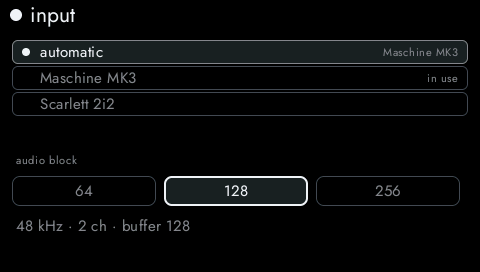 input
automatic Maschine MK3
Maschine MK3 in use
Scarlett 2i2
audio block
64 128 256
48 kHz · 2 ch · buffer 128